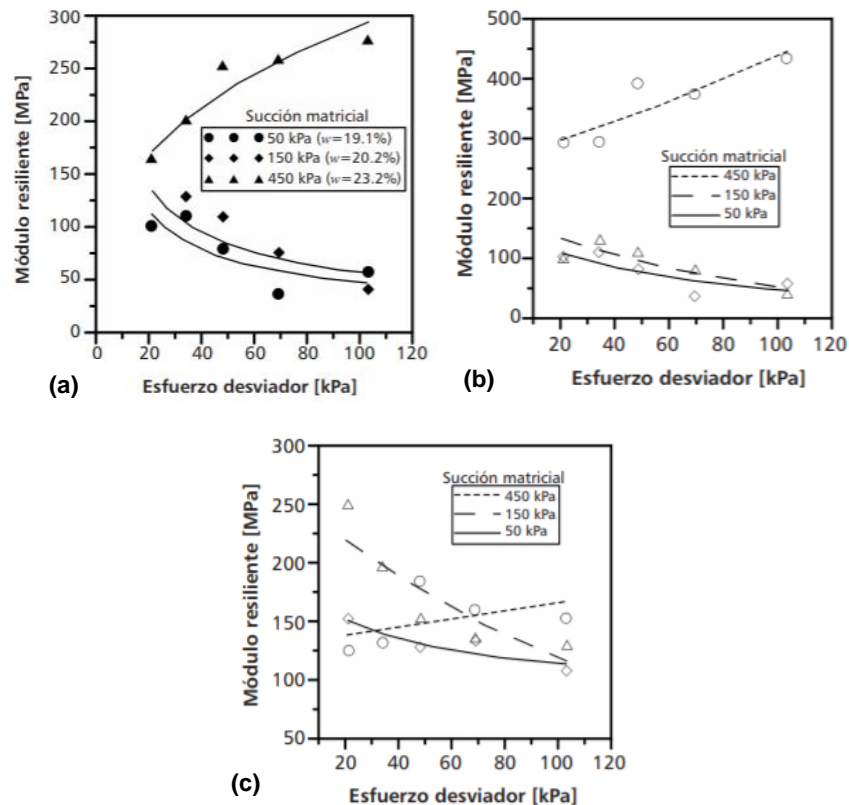 300
250
200
150
100
50
0
Módulo resiliente [MPa]
Succión matricial
50 kPa (w=19.1%)
150 kPa (w=20.2%)
450 kPa (w=23.2%)
0 20 40 60 80 100 120
Esfuerzo desviador [kPa]
(a)
500
400
300
200
100
0
Módulo resiliente [MPa]
Succión matricial
450 kPa
150 kPa
50 kPa
20 40 60 80 100 120
Esfuerzo desviador [kPa]
(b)
300
250
200
150
100
50
Módulo resiliente [MPa]
Succión matricial
450 kPa
150 kPa
50 kPa
20 40 60 80 100 120
Esfuerzo desviador [kPa]
(c)